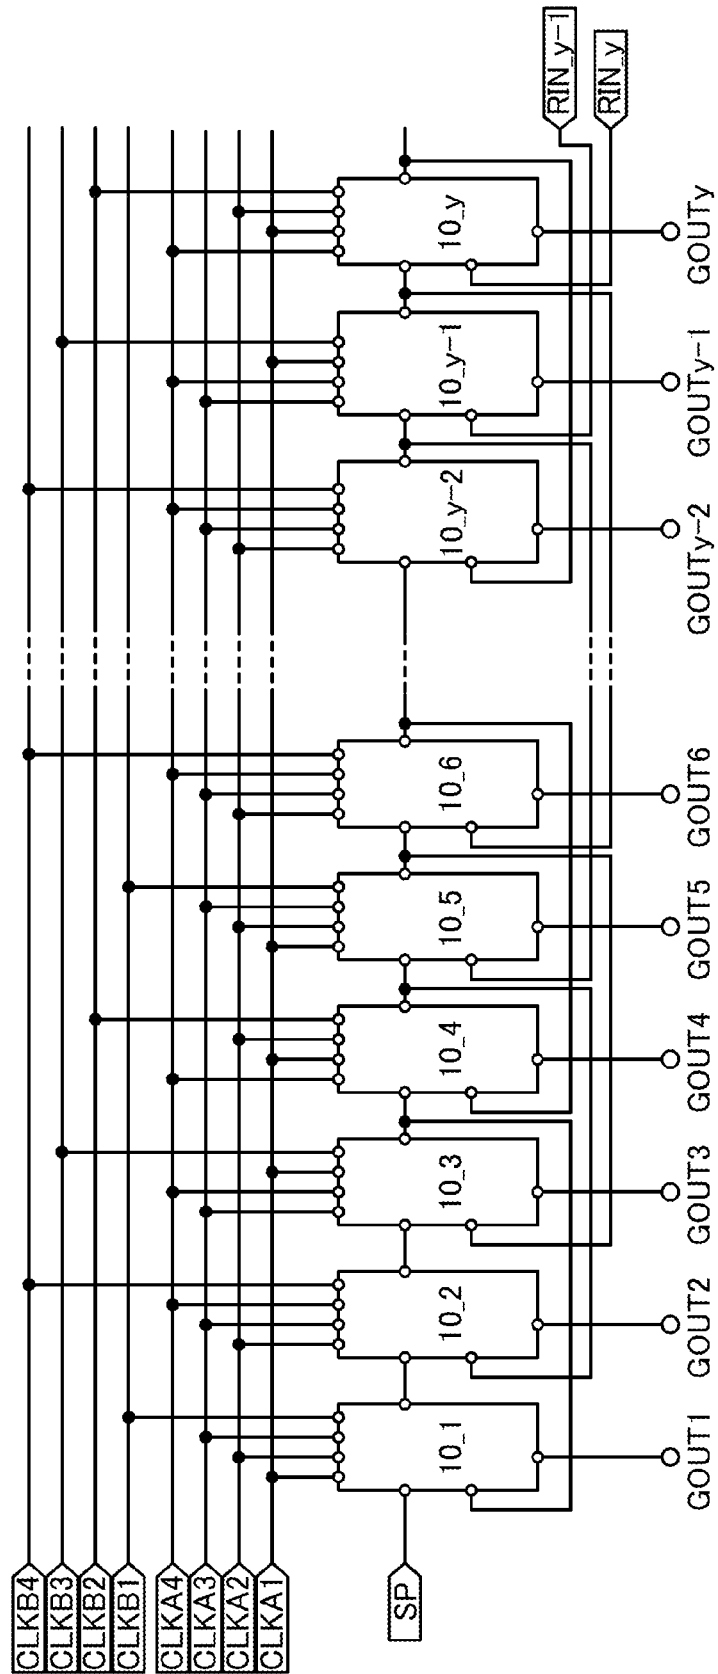 CLKB4
CLKB3
CLKB2
CLKB1
CLKA4
CLKA3
CLKA2
CLKA1
SP
10_1
10_2
10_3
10_4
10_5
10_6
10_y-2
10_y-1
10_y
RIN_y-1
RIN_y
GOUT1
GOUT2
GOUT3
GOUT4
GOUT5
GOUT6
GOUTy-2
GOUTy-1
GOUTy